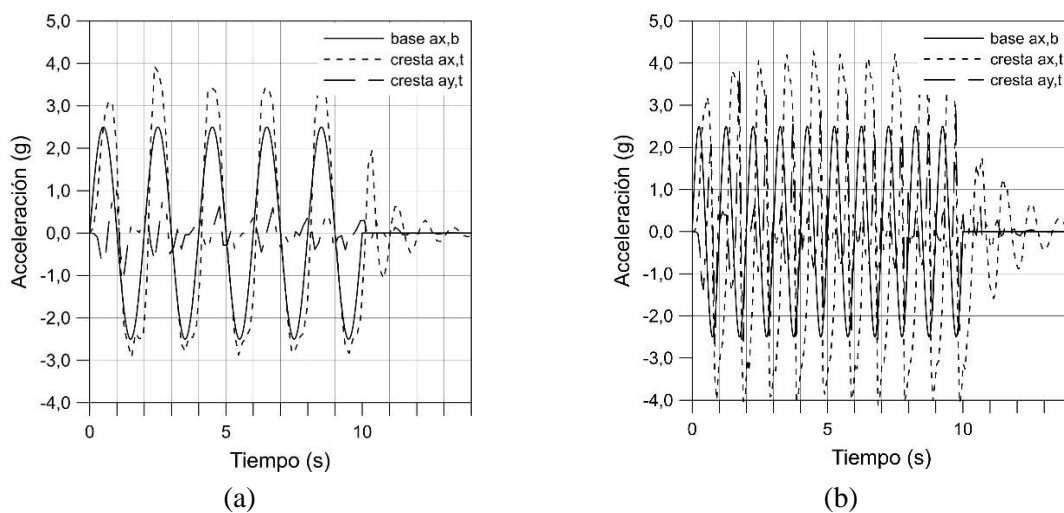 5,0
4,0
3,0
2,0
1,0
0,0
-1,0
-2,0
-3,0
-4,0
Acceleración (g)
base ax,b
cresta ax,t
cresta ay,t
0
5
10
Tiempo (s)
(a)
5,0
4,0
3,0
2,0
1,0
0,0
-1,0
-2,0
-3,0
-4,0
Acceleración (g)
base ax,b
cresta ax,t
cresta ay,t
0
5
10
Tiempo (s)
(b)